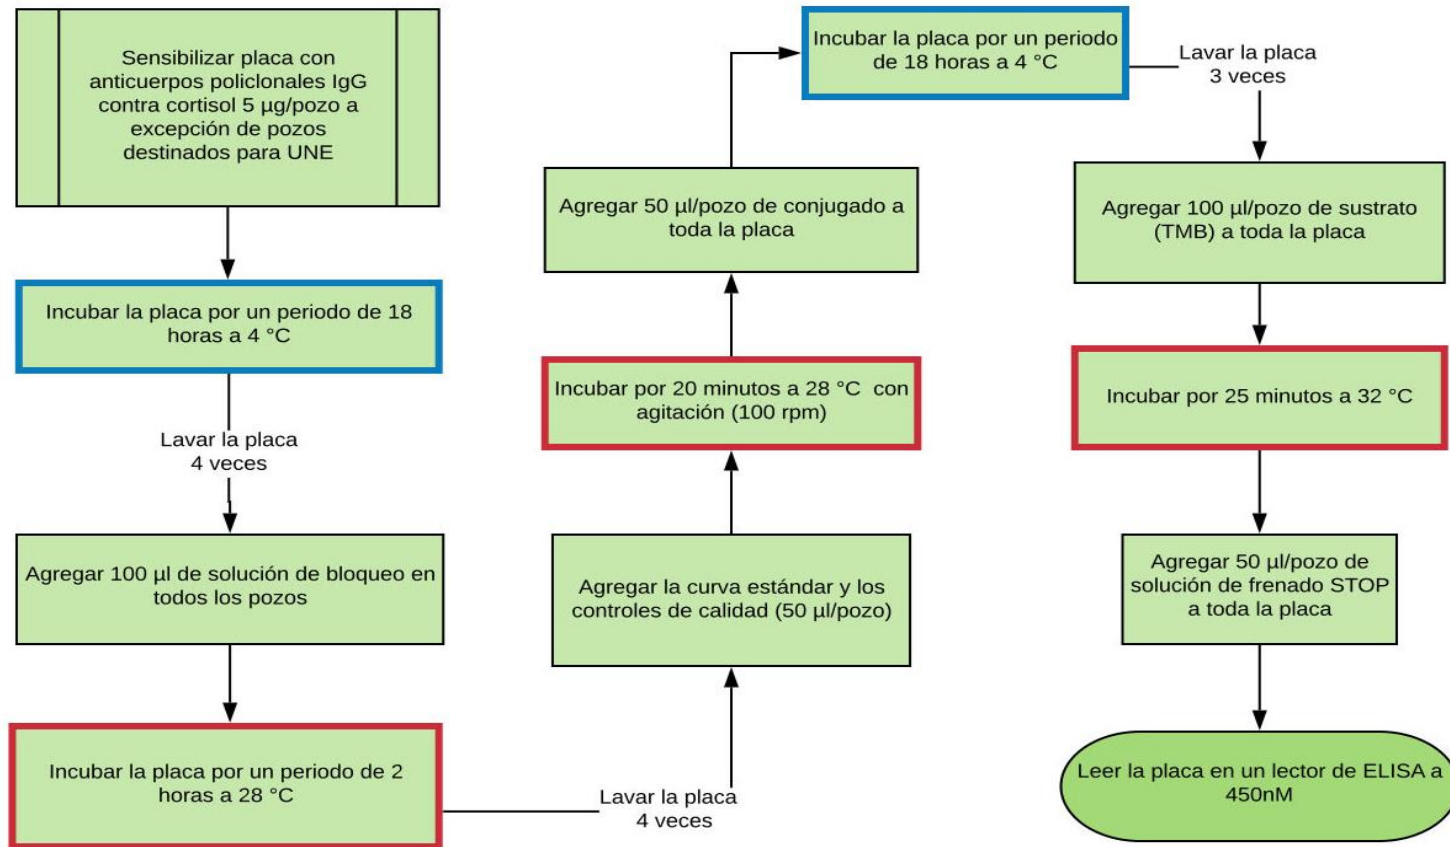 Sensibilizar placa con
anticuerpos policlonales IgG
contra cortisol 5 µg/pozo a
excepción de pozos
destinados para UNE
Incubar la placa por un periodo de 18
horas a 4 °C
Lavar la placa
4 veces
Agregar 100 µl de solución de bloqueo en
todos los pozos
Incubar la placa por un periodo de 2
horas a 28 °C
Lavar la placa
4 veces
Agregar la curva estándar y los
controles de calidad (50 µl/pozo)
Incubar por 20 minutos a 28 °C con
agitación (100 rpm)
Agregar 50 µl/pozo de conjugado a
toda la placa
Incubar la placa por un periodo
de 18 horas a 4 °C
Lavar la placa
3 veces
Agregar 100 µl/pozo de sustrato
(TMB) a toda la placa
Incubar por 25 minutos a 32 °C
Agregar 50 µl/pozo de
solución de frenado STOP
a toda la placa
Leer la placa en un lector de ELISA a
450nM